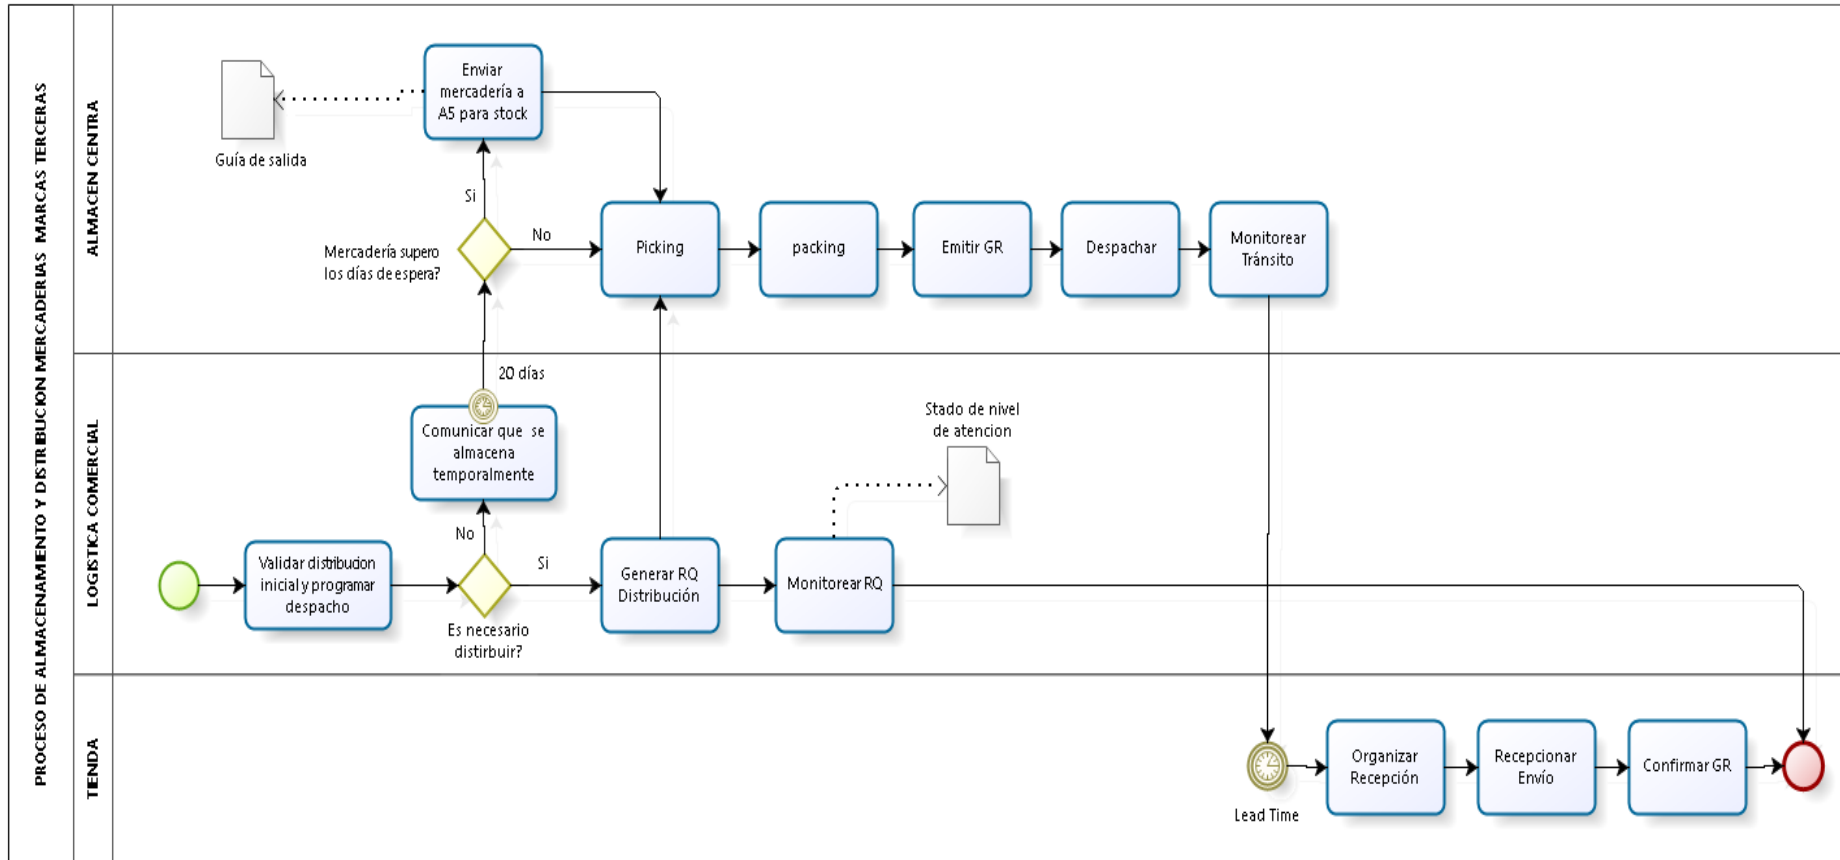 PROCESO DE ALMACENAMIENTO Y DISTRIBUCION MERCADERIAS MARCAS TERCERAS
ALMACEN CENTRA
Enviar
mercadería a
A5 para stock
Guía de salida
Si
Mercadería supero
los días de espera?
No
Picking
packing
Emitir GR
Despachar
Monitorear
Tránsito
LOGISTICA COMERCIAL
20 días
Comunicar que se
almacena
temporalmente
No
Validar distribucion
inicial y programar
despacho
Es necesario
distirbuir?
Si
Generar RQ
Distribución
Monitorear RQ
Stado de nivel
de atencion
TIENDA
Lead Time
Organizar
Recepción
Recepcionar
Envío
Confirmar GR